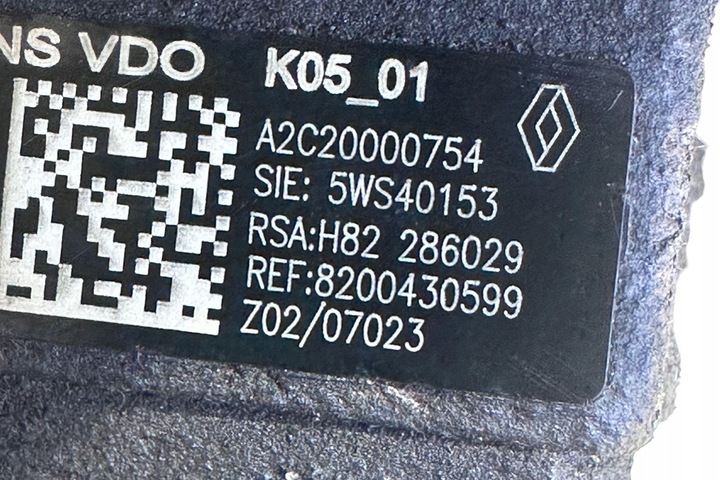 NS VDO K05_01
A2C20000754
SIE: 5WS40153
RSA:H82 286029
REF:8200430599
Z02/07023